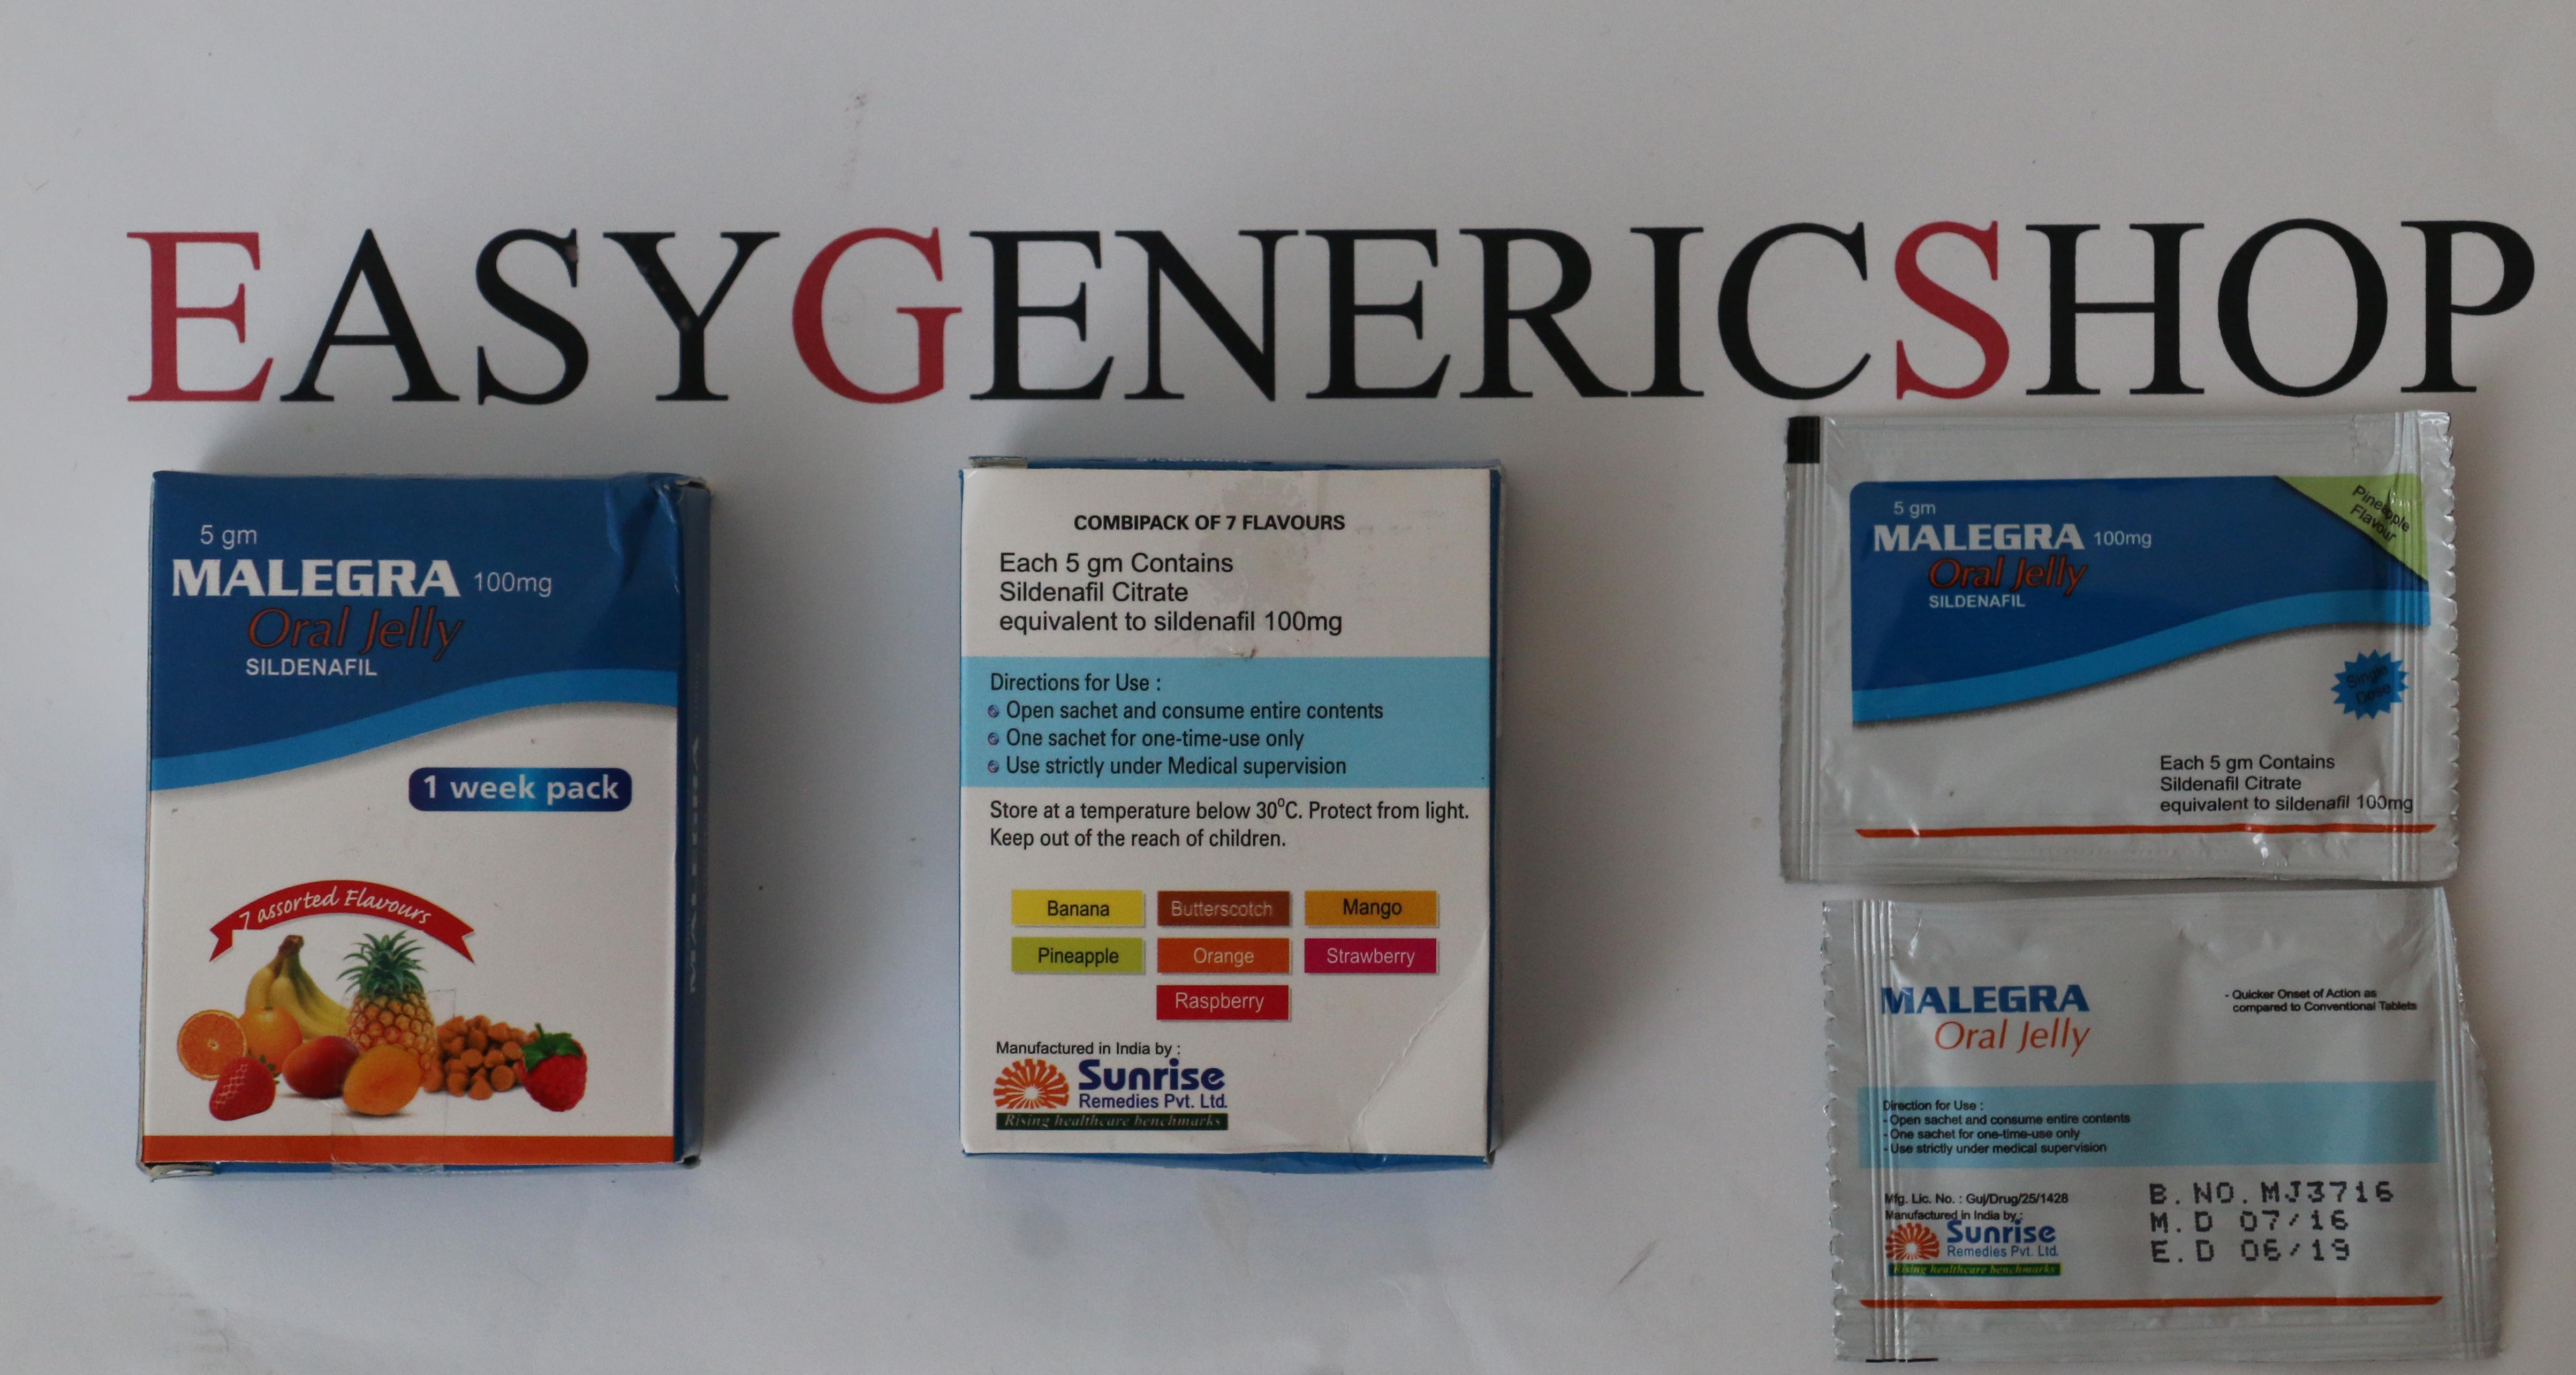 EASYGENERICSHOP
5 gm
MALEGRA 100mg
Oral Jelly
SILDENAFIL
1 week pack
7 assorted Flavours
MALEGRA
COMBIPACK OF 7 FLAVOURS
Each 5 gm Contains
Sildenafil Citrate
equivalent to sildenafil 100mg
Directions for Use :
Open sachet and consume entire contents
One sachet for one-time-use only
Use strictly under Medical supervision
Store at a temperature below 30°C. Protect from light.
Keep out of the reach of children.
Banana Butterscotch Mango
Pineapple Orange Strawberry
Raspberry
Manufactured in India by :
Sunrise
Remedies Pvt. Ltd.
Rising healthcare benchmarks
5 gm
MALEGRA 100mg
Oral Jelly
SILDENAFIL
Pineapple
Flavour
Single
Dose
Each 5 gm Contains
Sildenafil Citrate
equivalent to sildenafil 100mg
MALEGRA
Oral Jelly
- Quicker Onset of Action as
compared to Conventional Tablets
Direction for Use :
- Open sachet and consume entire contents
- One sachet for one-time-use only
- Use strictly under medical supervision
Mfg. Lic. No. : Guj/Drug/25/1428
Manufactured in India by :
Sunrise
Remedies Pvt. Ltd.
Rising healthcare benchmarks
B.NO.MJ3716
M.D 07/16
E.D 06/19